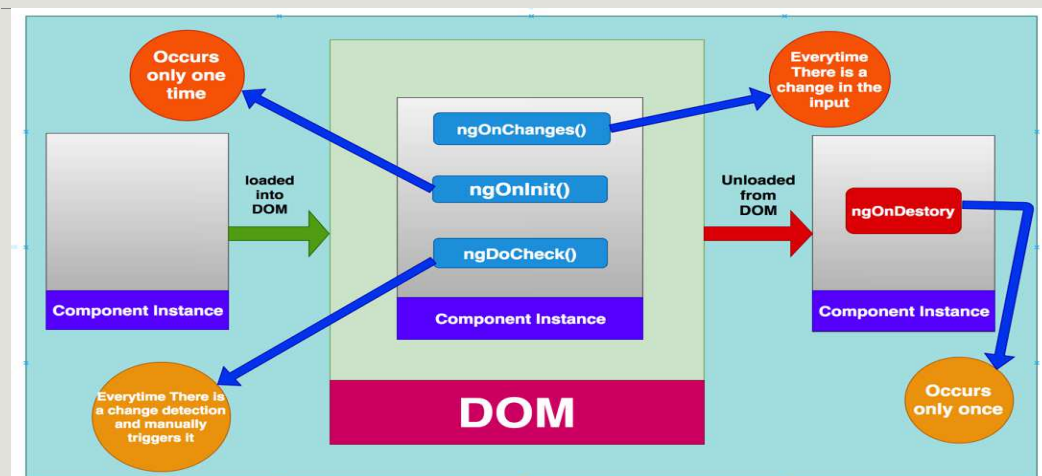 Occurs
only one
time
Everytime
There is a
change in the
input
ngOnChanges()
loaded
into
DOM
ngOnInit()
Unlloaded
from
DOM
ngOnDestory
ngDoCheck()
Component Instance
Component Instance
Component Instance
Everytime There is
a change detection
and manually
triggers it
DOM
Occurs
only once